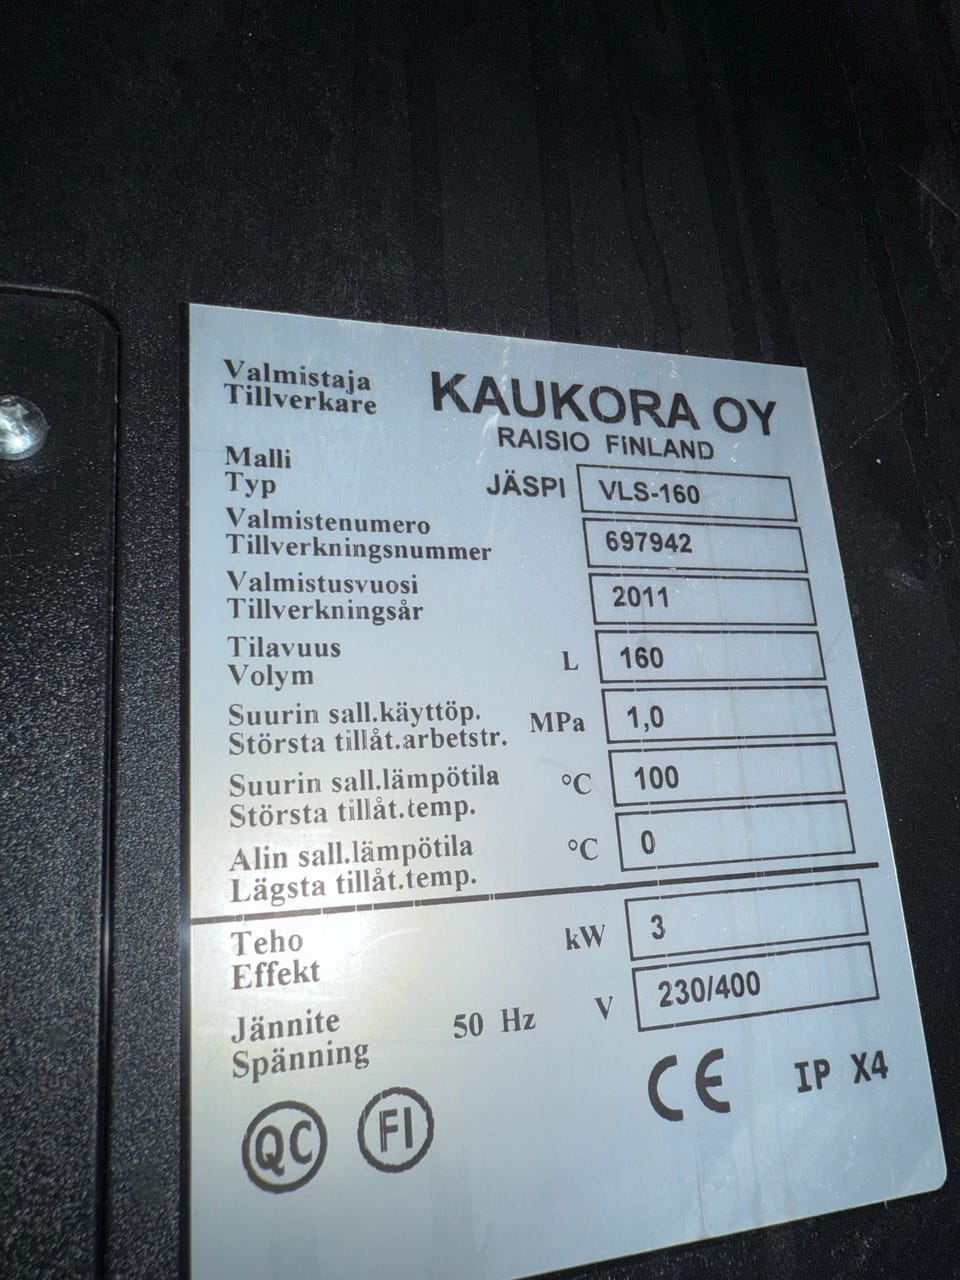 Valmistaja
Tillverkare
KAUKORA OY
RAISIO FINLAND
Malli
Typ
JÄSPI VLS-160
Valmistenumero
Tillverkningsnummer
697942
Valmistusvuosi
Tillverkningsår
2011
Tilavuus
Volym
L 160
Suurin sall.käyttöp.
Största tillåt.arbetstr.
MPa 1,0
Suurin sall.lämpötila
Största tillåt.temp.
°C 100
Alin sall.lämpötila
Lägsta tillåt.temp.
°C 0
Teho
Effekt
kW 3
Jännite
Spänning
50 Hz V 230/400
QC FI CE IP X4